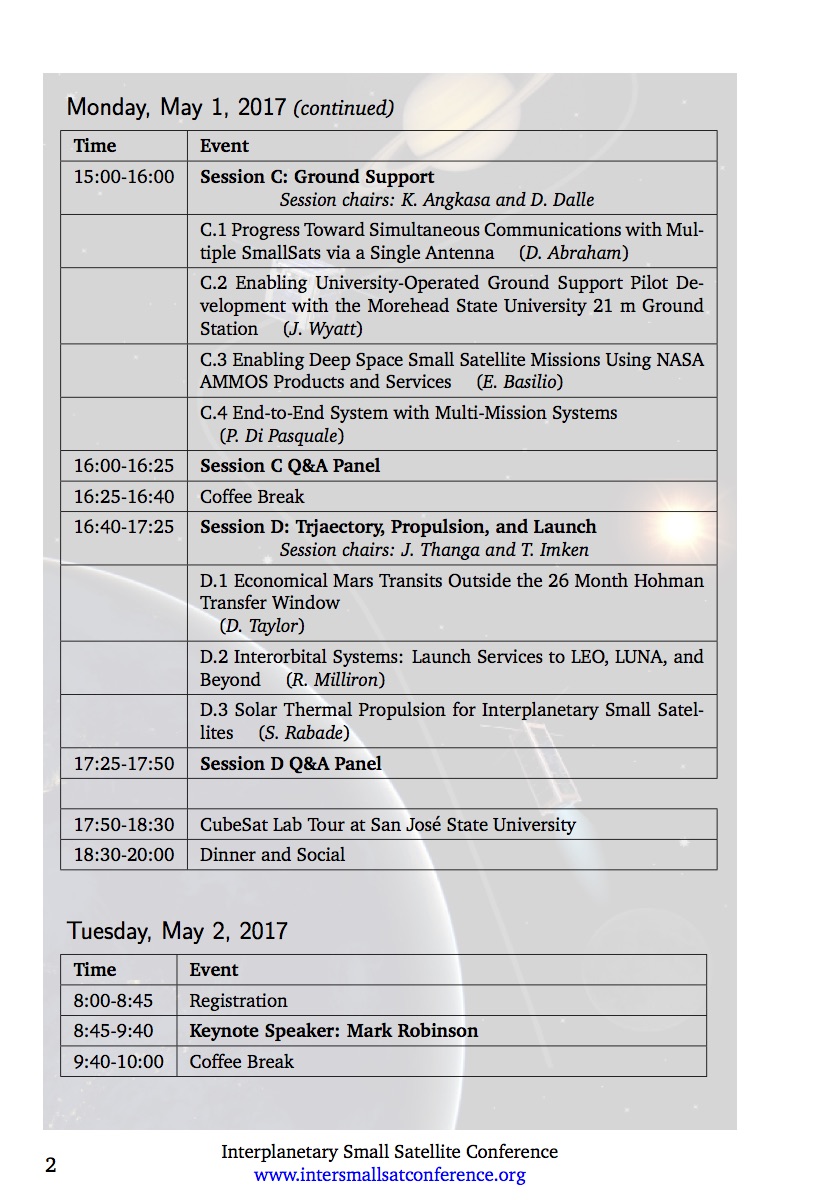 Monday, May 1, 2017 (continued)
Time Event
15:00-16:00 Session C: Ground Support
Session chairs: K. Angkasa and D. Dalle
C.1 Progress Toward Simultaneous Communications with Mul-
tiple SmallSats via a Single Antenna (D. Abraham)
C.2 Enabling University-Operated Ground Support Pilot De-
velopment with the Morehead State University 21 m Ground
Station (J. Wyatt)
C.3 Enabling Deep Space Small Satellite Missions Using NASA
AMMOS Products and Services (E. Basilio)
C.4 End-to-End System with Multi-Mission Systems
(P. Di Pasquale)
16:00-16:25 Session C Q&A Panel
16:25-16:40 Coffee Break
16:40-17:25 Session D: Trjaectory, Propulsion, and Launch
Session chairs: J. Thanga and T. Imken
D.1 Economical Mars Transits Outside the 26 Month Hohman
Transfer Window
(D. Taylor)
D.2 Interorbital Systems: Launch Services to LEO, LUNA, and
Beyond (R. Milliron)
D.3 Solar Thermal Propulsion for Interplanetary Small Satel-
lites (S. Rabade)
17:25-17:50 Session D Q&A Panel
17:50-18:30 CubeSat Lab Tour at San José State University
18:30-20:00 Dinner and Social
Tuesday, May 2, 2017
Time Event
8:00-8:45 Registration
8:45-9:40 Keynote Speaker: Mark Robinson
9:40-10:00 Coffee Break
Interplanetary Small Satellite Conference
2 www.intersmallsatconference.org